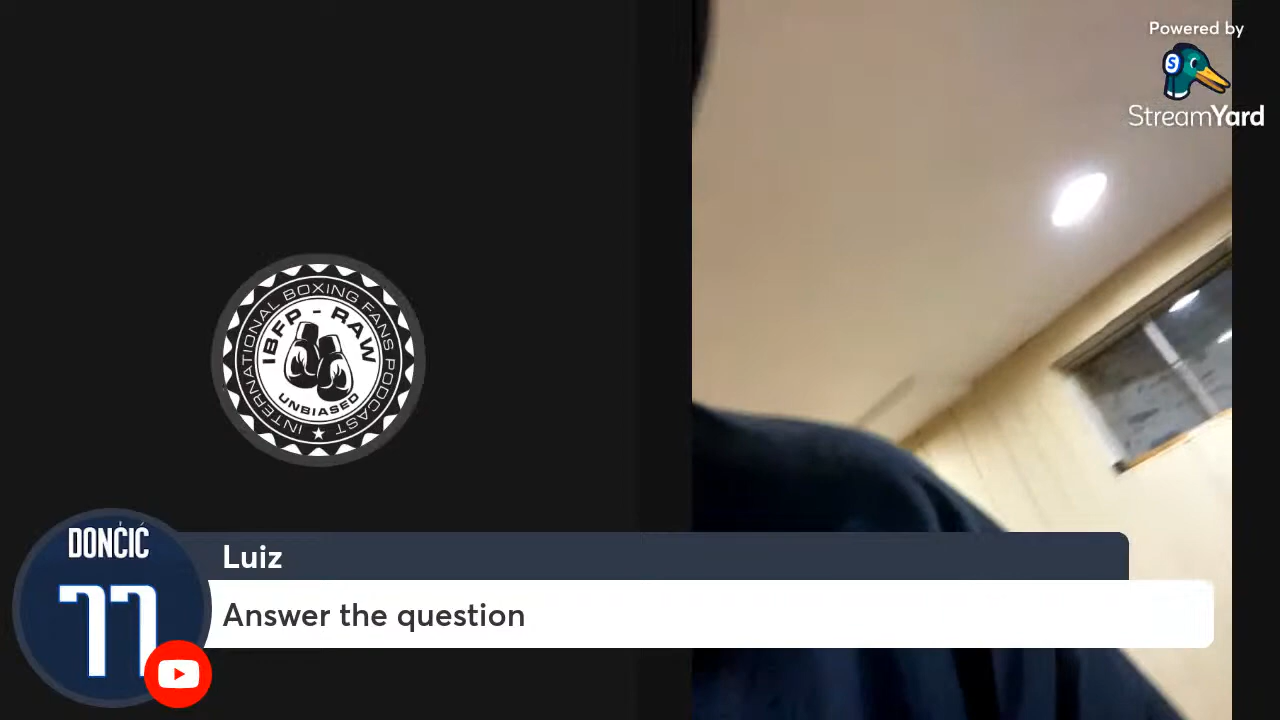 Powered by
S
StreamYard
INTERNATIONAL BOXING FANS PODCAST
IBFP - RAW
UNBIASED
DONČIĆ
77
Luiz
Answer the question